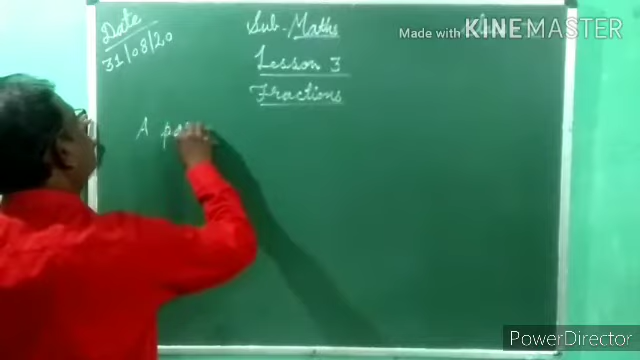 Date
31/08/20
Sub-Maths
Lesson 3
Fractions
A
Made with KINEMASTER
PowerDirector